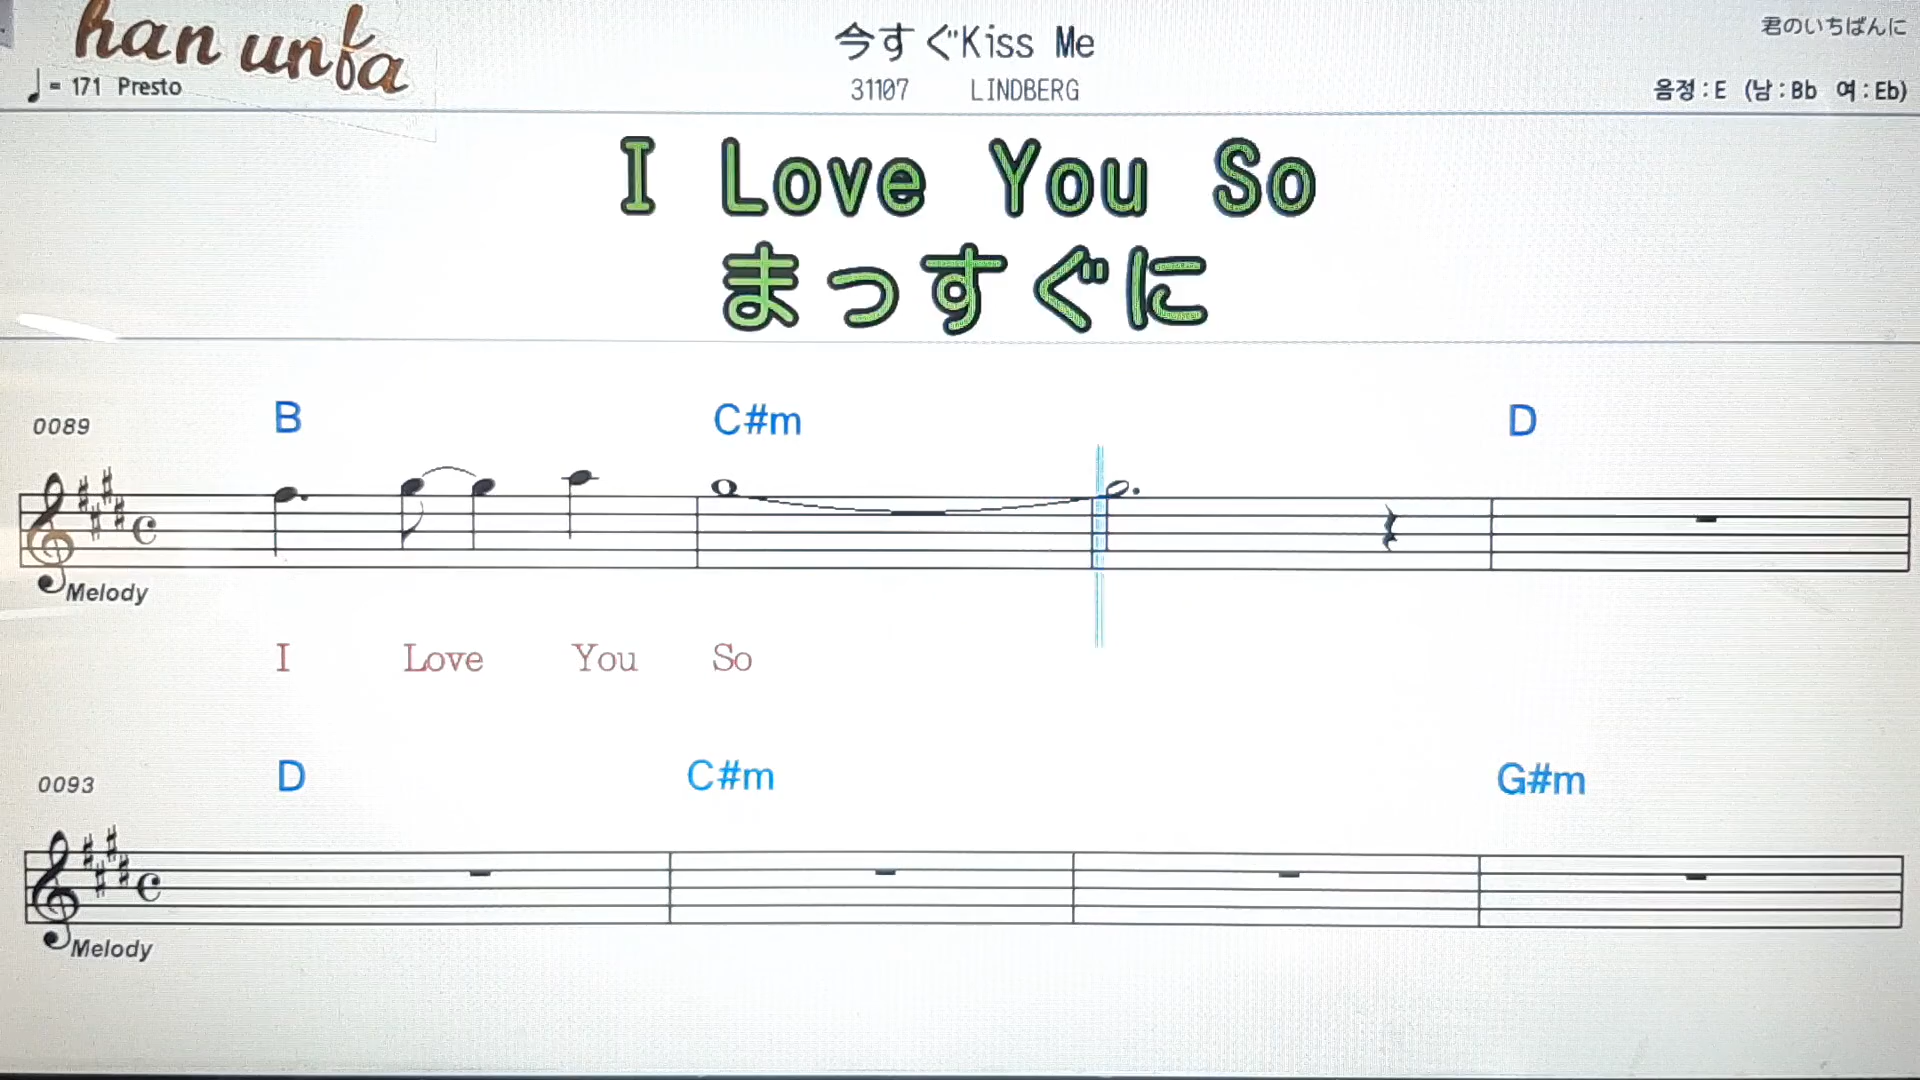 han unfa
今すぐKiss Me
君のいちばんに
♩= 171 Presto
31107 LINDBERG
음정:E (남:Bb 여:Eb)
I Love You So
まっすぐに
0089 B C#m D
Melody
I Love You So
0093 D C#m G#m
Melody